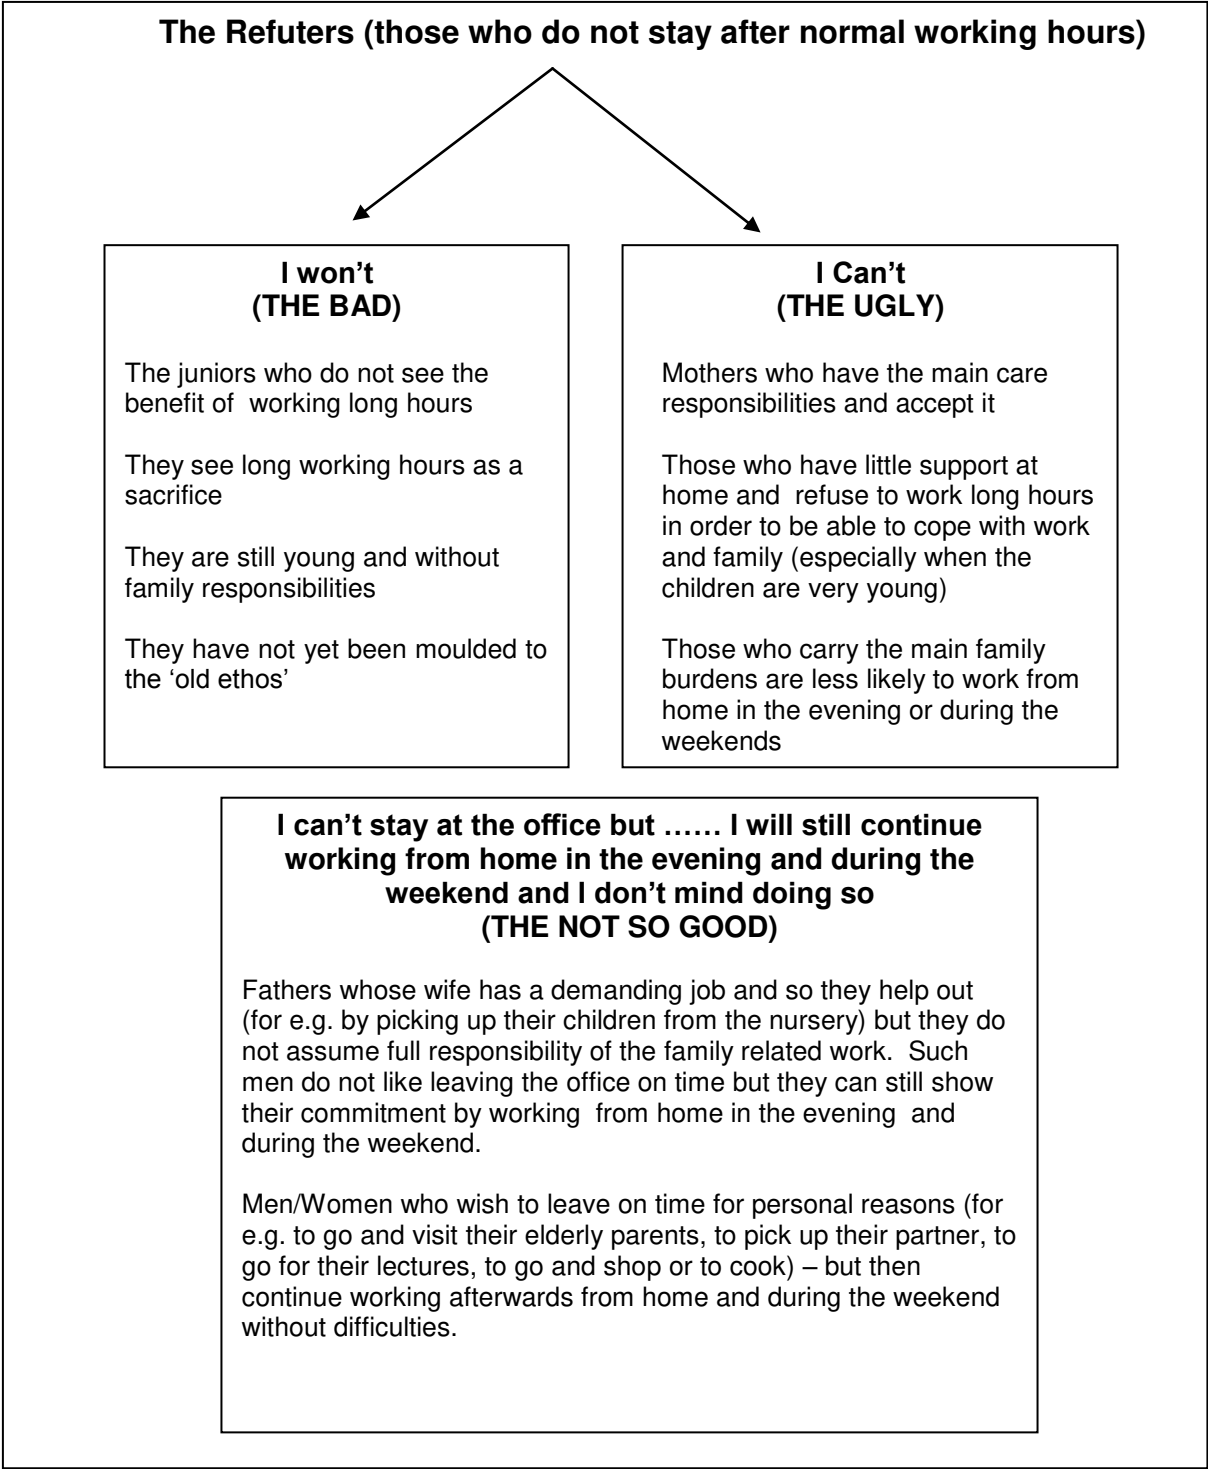 The Refuters (those who do not stay after normal working hours)
I won’t
(THE BAD)
The juniors who do not see the
benefit of working long hours
They see long working hours as a
sacrifice
They are still young and without
family responsibilities
They have not yet been moulded to
the ‘old ethos’
I Can’t
(THE UGLY)
Mothers who have the main care
responsibilities and accept it
Those who have little support at
home and refuse to work long hours
in order to be able to cope with work
and family (especially when the
children are very young)
Those who carry the main family
burdens are less likely to work from
home in the evening or during the
weekends
I can’t stay at the office but …… I will still continue
working from home in the evening and during the
weekend and I don’t mind doing so
(THE NOT SO GOOD)
Fathers whose wife has a demanding job and so they help out
(for e.g. by picking up their children from the nursery) but they do
not assume full responsibility of the family related work. Such
men do not like leaving the office on time but they can still show
their commitment by working from home in the evening and
during the weekend.
Men/Women who wish to leave on time for personal reasons (for
e.g. to go and visit their elderly parents, to pick up their partner, to
go for their lectures, to go and shop or to cook) – but then
continue working afterwards from home and during the weekend
without difficulties.